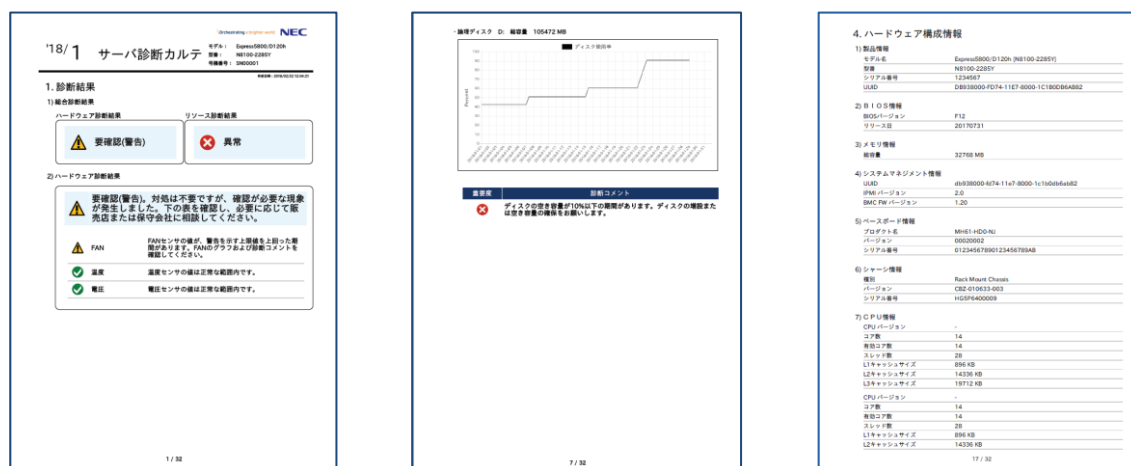 Orchestrating a brighter world NEC
'18/1 サーバ診断カルテ
モデル： Express5800/D120h
型番： N8100-2285Y
号機番号： SN00001
1. 診断結果
1) 総合診断結果
ハードウェア診断結果 リソース診断結果
要確認(警告) 異常
2) ハードウェア診断結果
要確認(警告)。対処は不要ですが、確認が必要な現象
が発生しました。下の表を確認し、必要に応じて販
売店または保守会社に相談してください。
FAN
FANセンサの値が、警告を示す上限値を上回った期
間があります。FANのグラフおよび診断コメントを
確認してください。
温度 温度センサの値は正常な範囲内です。
電圧 電圧センサの値は正常な範囲内です。
1 / 32
- 論理ディスク D: 総容量 105472 MB
ディスク使用率
100
90
80
70
60
50
40
30
20
10
0
重要度 診断コメント
ディスクの空き容量が10%以下の期間があります。ディスクの増設また
は空き容量の確保をお願いします。
7 / 32
4. ハードウェア構成情報
1) 製品情報
モデル名 Express5800/D120h [N8100-2285Y]
型番 N8100-2285Y
シリアル番号 1234567
UUID DB938000-FD74-11E7-8000-1C1B0DB6AB82
2) ＢＩＯＳ情報
BIOSバージョン F12
リリース日 20170731
3) メモリ情報
総容量 32768 MB
4) システムマネジメント情報
UUID db938000-fd74-11e7-8000-1c1b0db6ab82
IPMI バージョン 2.0
BMC FW バージョン 1.20
5) ベースボード情報
プロダクト名 MH61-HD0-NJ
バージョン 00020002
シリアル番号 01234567890123456789AB
6) シャーシ情報
種別 Rack Mount Chassis
バージョン CBZ-010633-003
シリアル番号 HG5P6400009
7) ＣＰＵ情報
CPU バージョン -
コア数 14
有効コア数 14
スレッド数 28
L1キャッシュサイズ 896 KB
L2キャッシュサイズ 14336 KB
L3キャッシュサイズ 19712 KB
CPU バージョン -
コア数 14
有効コア数 14
スレッド数 28
L1キャッシュサイズ 896 KB
L2キャッシュサイズ 14336 KB
17 / 32